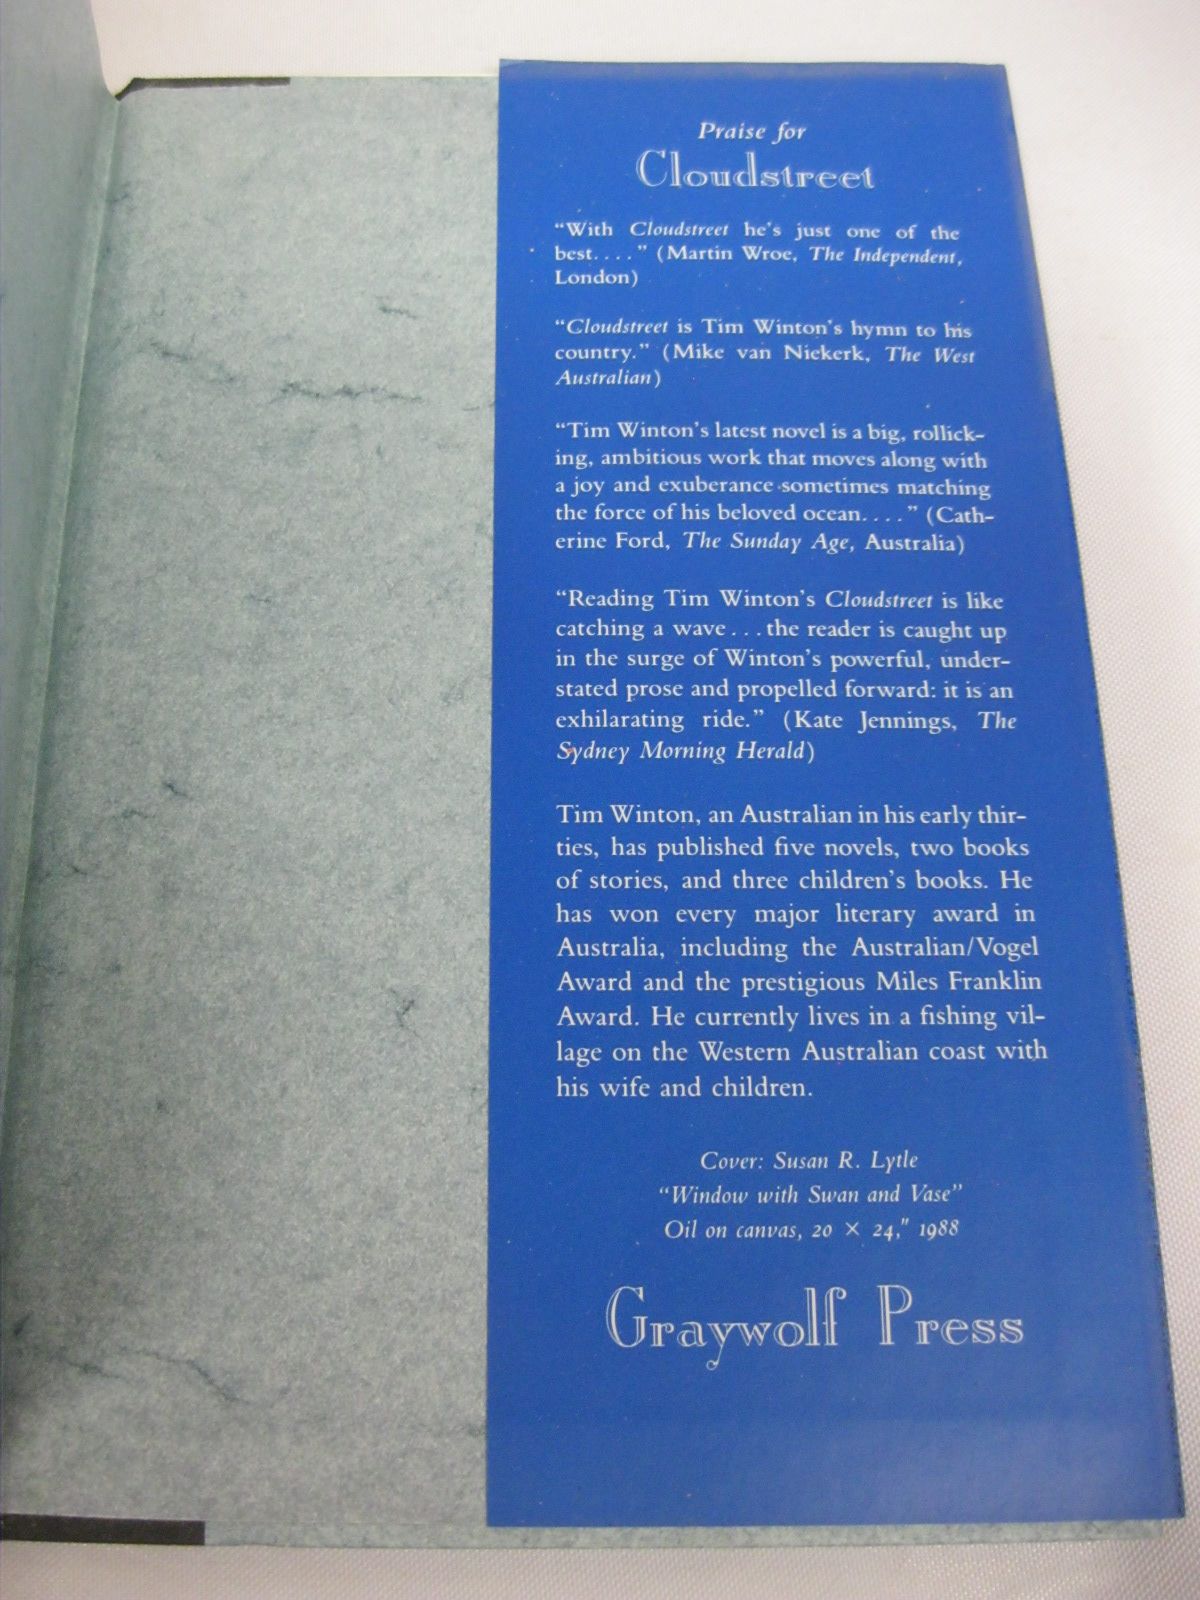 Praise for
Cloudstreet
“With Cloudstreet he’s just one of the
best. . . . ” (Martin Wroe, The Independent,
London)
“Cloudstreet is Tim Winton’s hymn to his
country.” (Mike van Niekerk, The West
Australian)
“Tim Winton’s latest novel is a big, rollick-
ing, ambitious work that moves along with
a joy and exuberance sometimes matching
the force of his beloved ocean. . . . ” (Cath-
erine Ford, The Sunday Age, Australia)
“Reading Tim Winton’s Cloudstreet is like
catching a wave . . . the reader is caught up
in the surge of Winton’s powerful, under-
stated prose and propelled forward: it is an
exhilarating ride.” (Kate Jennings, The
Sydney Morning Herald)
Tim Winton, an Australian in his early thir-
ties, has published five novels, two books
of stories, and three children’s books. He
has won every major literary award in
Australia, including the Australian/Vogel
Award and the prestigious Miles Franklin
Award. He currently lives in a fishing vil-
lage on the Western Australian coast with
his wife and children.
Cover: Susan R. Lytle
“Window with Swan and Vase”
Oil on canvas, 20 × 24," 1988
Graywolf Press